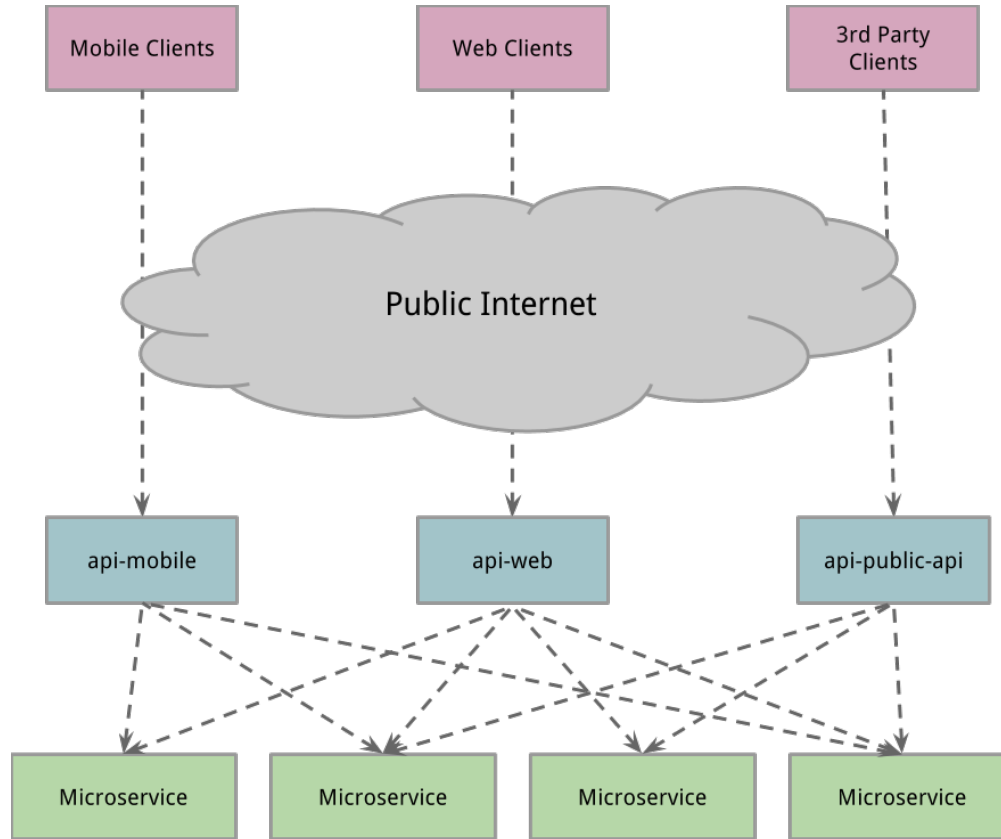 Mobile Clients
Web Clients
3rd Party
Clients
Public Internet
api-mobile
api-web
api-public-api
Microservice
Microservice
Microservice
Microservice